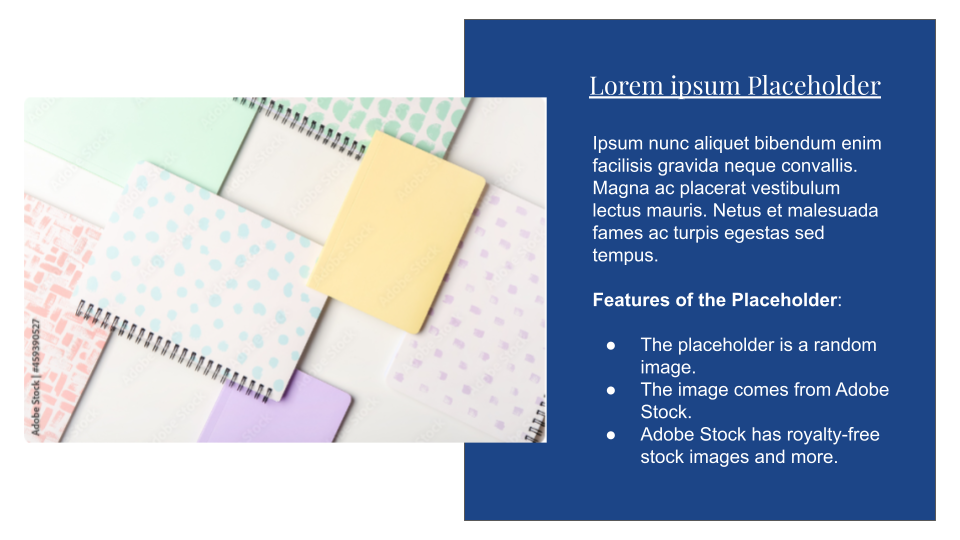 Lorem ipsum Placeholder
Ipsum nunc aliquet bibendum enim
facilisis gravida neque convallis.
Magna ac placerat vestibulum
lectus mauris. Netus et malesuada
fames ac turpis egestas sed
tempus.
Features of the Placeholder:
● The placeholder is a random
image.
● The image comes from Adobe
Stock.
● Adobe Stock has royalty-free
stock images and more.
Adobe Stock | #459390527